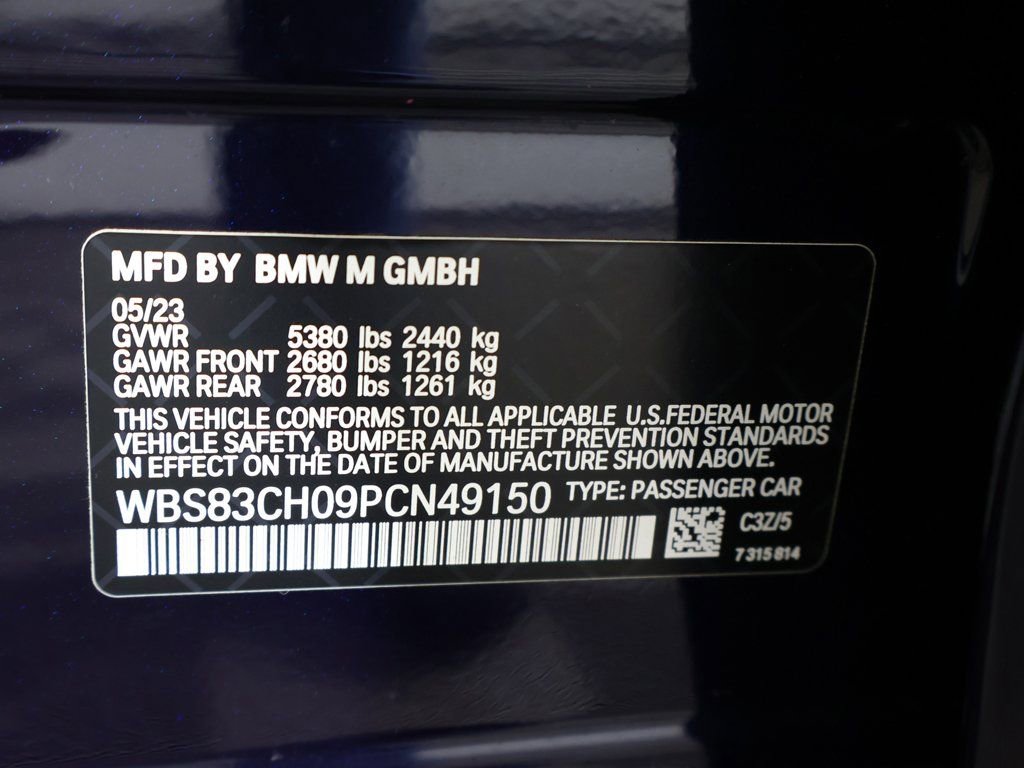 MFD BY BMW M GMBH
05/23
GVWR 5380 lbs 2440 kg
GAWR FRONT 2680 lbs 1216 kg
GAWR REAR 2780 lbs 1261 kg
THIS VEHICLE CONFORMS TO ALL APPLICABLE U.S.FEDERAL MOTOR
VEHICLE SAFETY, BUMPER AND THEFT PREVENTION STANDARDS
IN EFFECT ON THE DATE OF MANUFACTURE SHOWN ABOVE.
WBS83CH09PCN49150 TYPE: PASSENGER CAR
C3Z/5
7315814